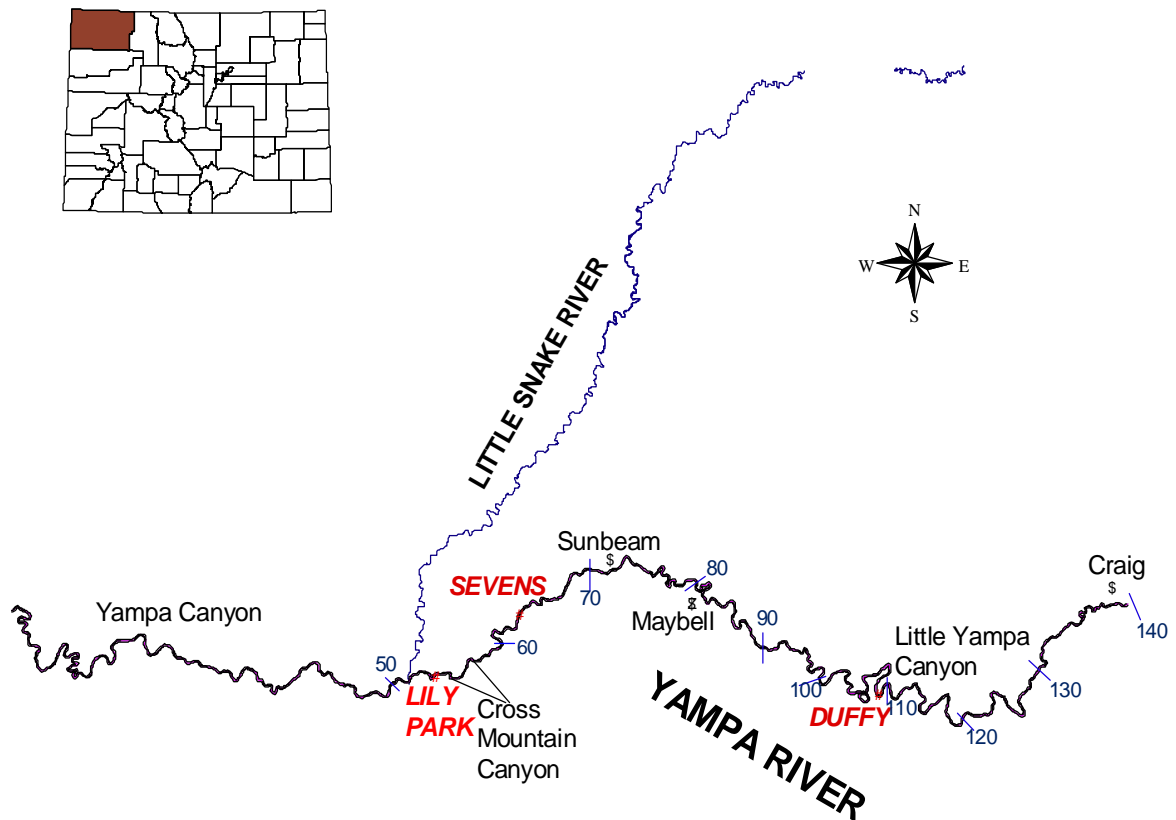 N
W
E
S
LITTLE SNAKE RIVER
Sunbeam
$
SEVENS
80
Craig
$
70
Maybell
Yampa Canyon
60
90
Little Yampa
Canyon
140
50
130
LILY
PARK
Cross
Mountain
Canyon
100
DUFFY
110
120
YAMPA RIVER